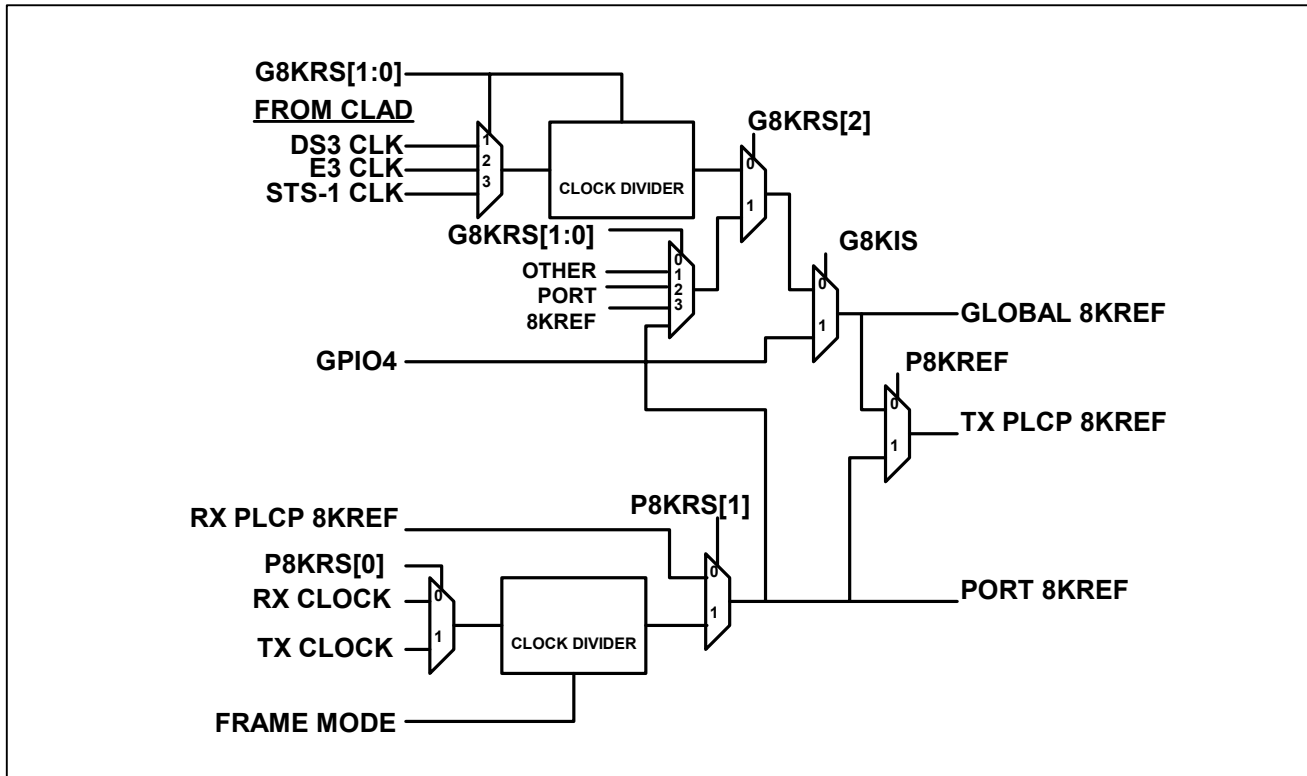 G8KRS[1:0]
FROM CLAD
DS3 CLK
E3 CLK
STS-1 CLK
1
2
3
CLOCK DIVIDER
G8KRS[2]
0
1
G8KRS[1:0]
OTHER
PORT
8KREF
0
1
2
3
G8KIS
0
1
GLOBAL 8KREF
GPIO4
P8KREF
0
1
TX PLCP 8KREF
RX PLCP 8KREF
P8KRS[1]
0
1
PORT 8KREF
P8KRS[0]
RX CLOCK
TX CLOCK
0
1
CLOCK DIVIDER
FRAME MODE